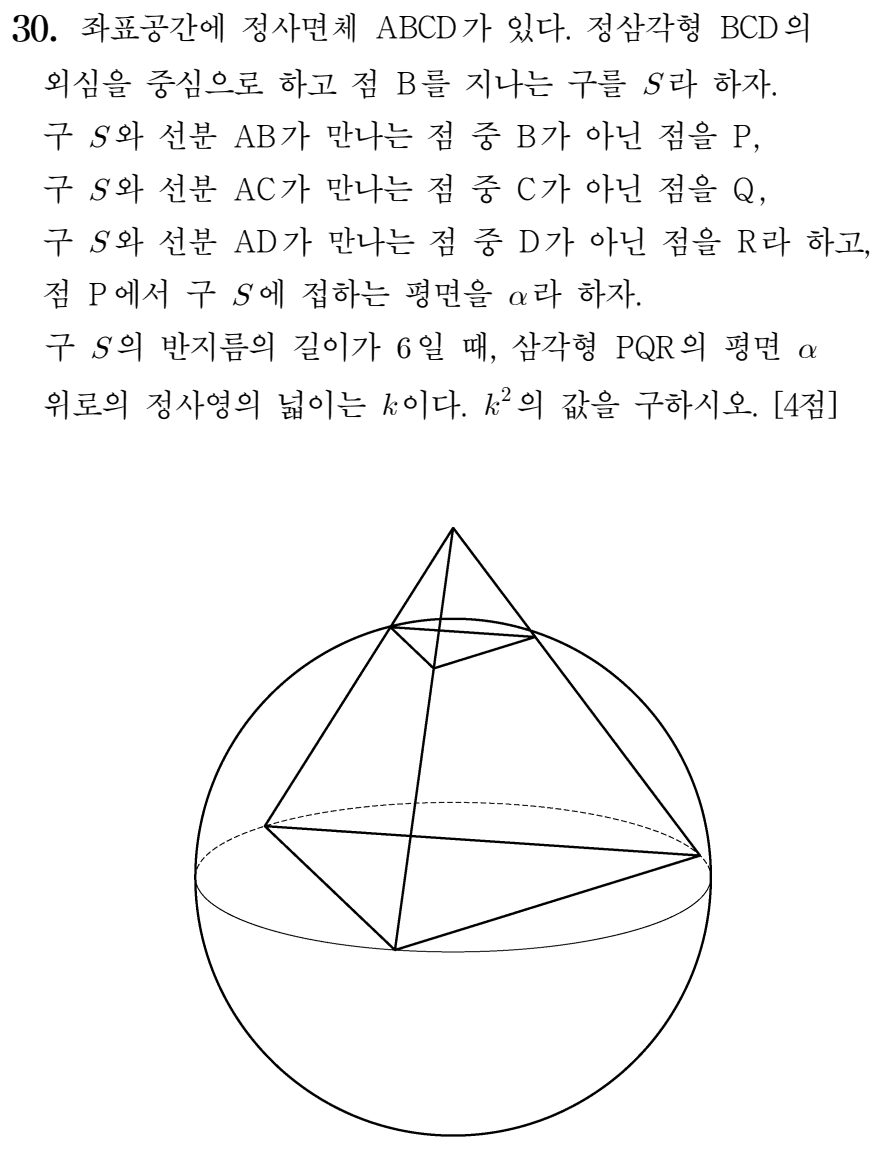 30. 좌표공간에 정사면체 ABCD가 있다. 정삼각형 BCD의
외심을 중심으로 하고 점 B를 지나는 구를 S라 하자.
구 S와 선분 AB가 만나는 점 중 B가 아닌 점을 P,
구 S와 선분 AC가 만나는 점 중 C가 아닌 점을 Q,
구 S와 선분 AD가 만나는 점 중 D가 아닌 점을 R라 하고,
점 P에서 구 S에 접하는 평면을 α라 하자.
구 S의 반지름의 길이가 6일 때, 삼각형 PQR의 평면 α
위로의 정사영의 넓이는 k이다. k²의 값을 구하시오. [4점]